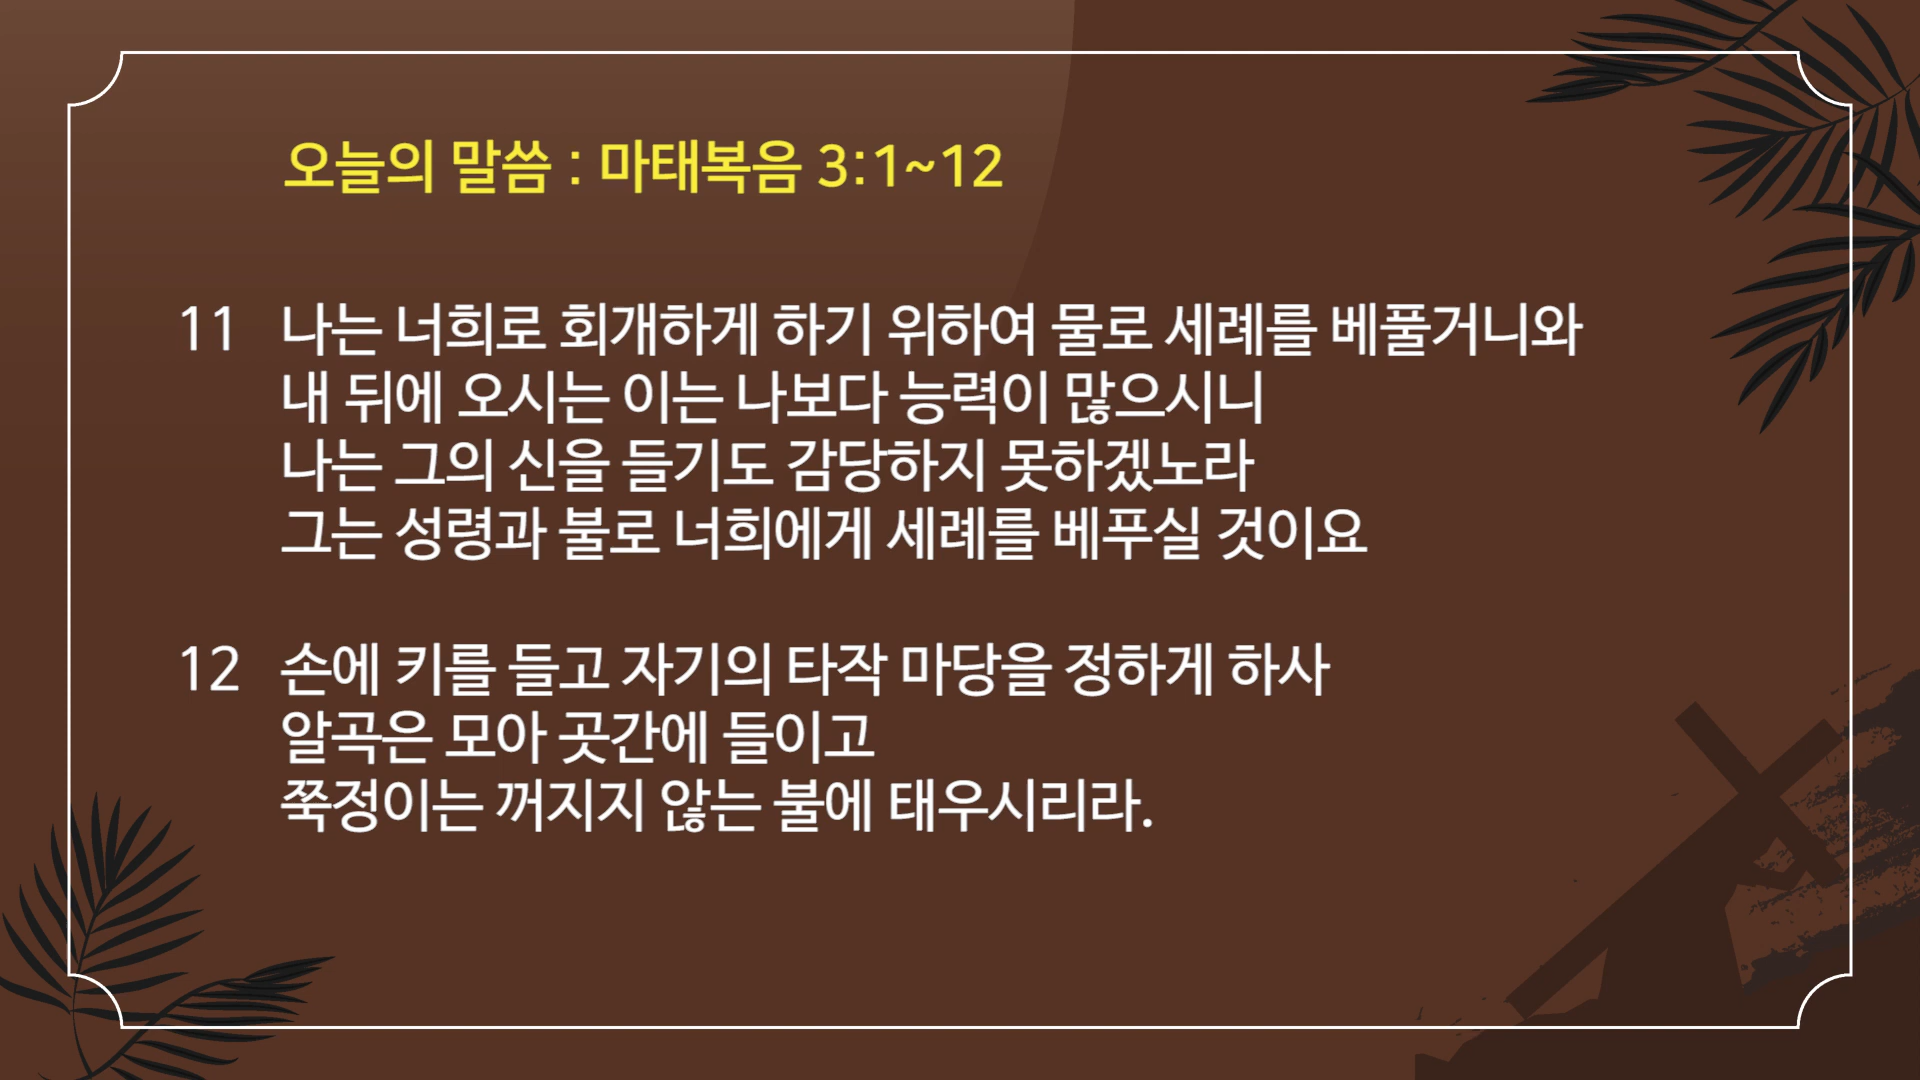 오늘의 말씀 : 마태복음 3:1~12
11 나는 너희로 회개하게 하기 위하여 물로 세례를 베풀거니와
내 뒤에 오시는 이는 나보다 능력이 많으시니
나는 그의 신을 들기도 감당하지 못하겠노라
그는 성령과 불로 너희에게 세례를 베푸실 것이요
12 손에 키를 들고 자기의 타작 마당을 정하게 하사
알곡은 모아 곳간에 들이고
쭉정이는 꺼지지 않는 불에 태우시리라.